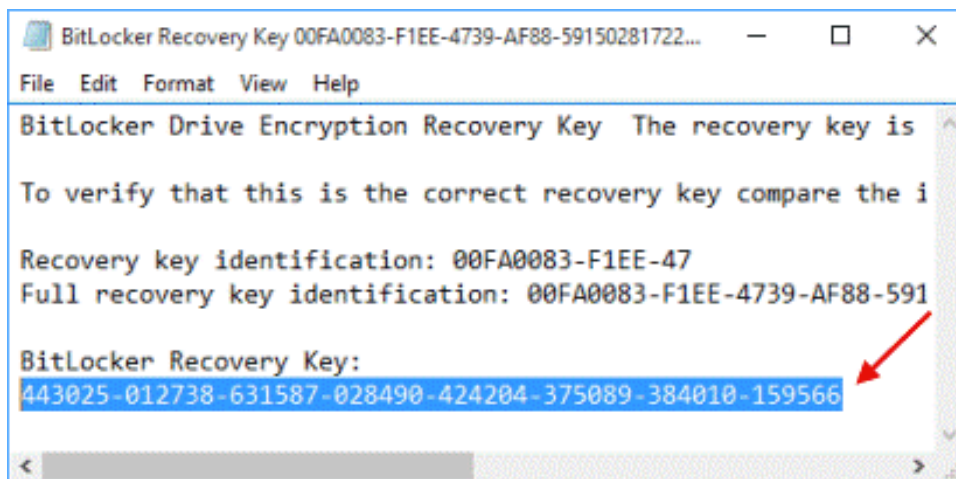 BitLocker Recovery Key 00FA0083-F1EE-4739-AF88-59150281722...
File Edit Format View Help
BitLocker Drive Encryption Recovery Key  The recovery key is
To verify that this is the correct recovery key compare the i
Recovery key identification: 00FA0083-F1EE-47
Full recovery key identification: 00FA0083-F1EE-4739-AF88-591
BitLocker Recovery Key:
443025-012738-631587-028490-424204-375089-384010-159566